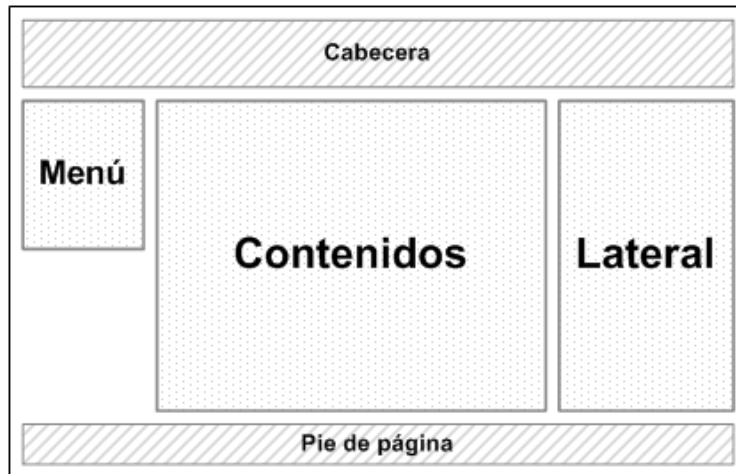 Cabecera
Menú
Contenidos
Lateral
Pie de página